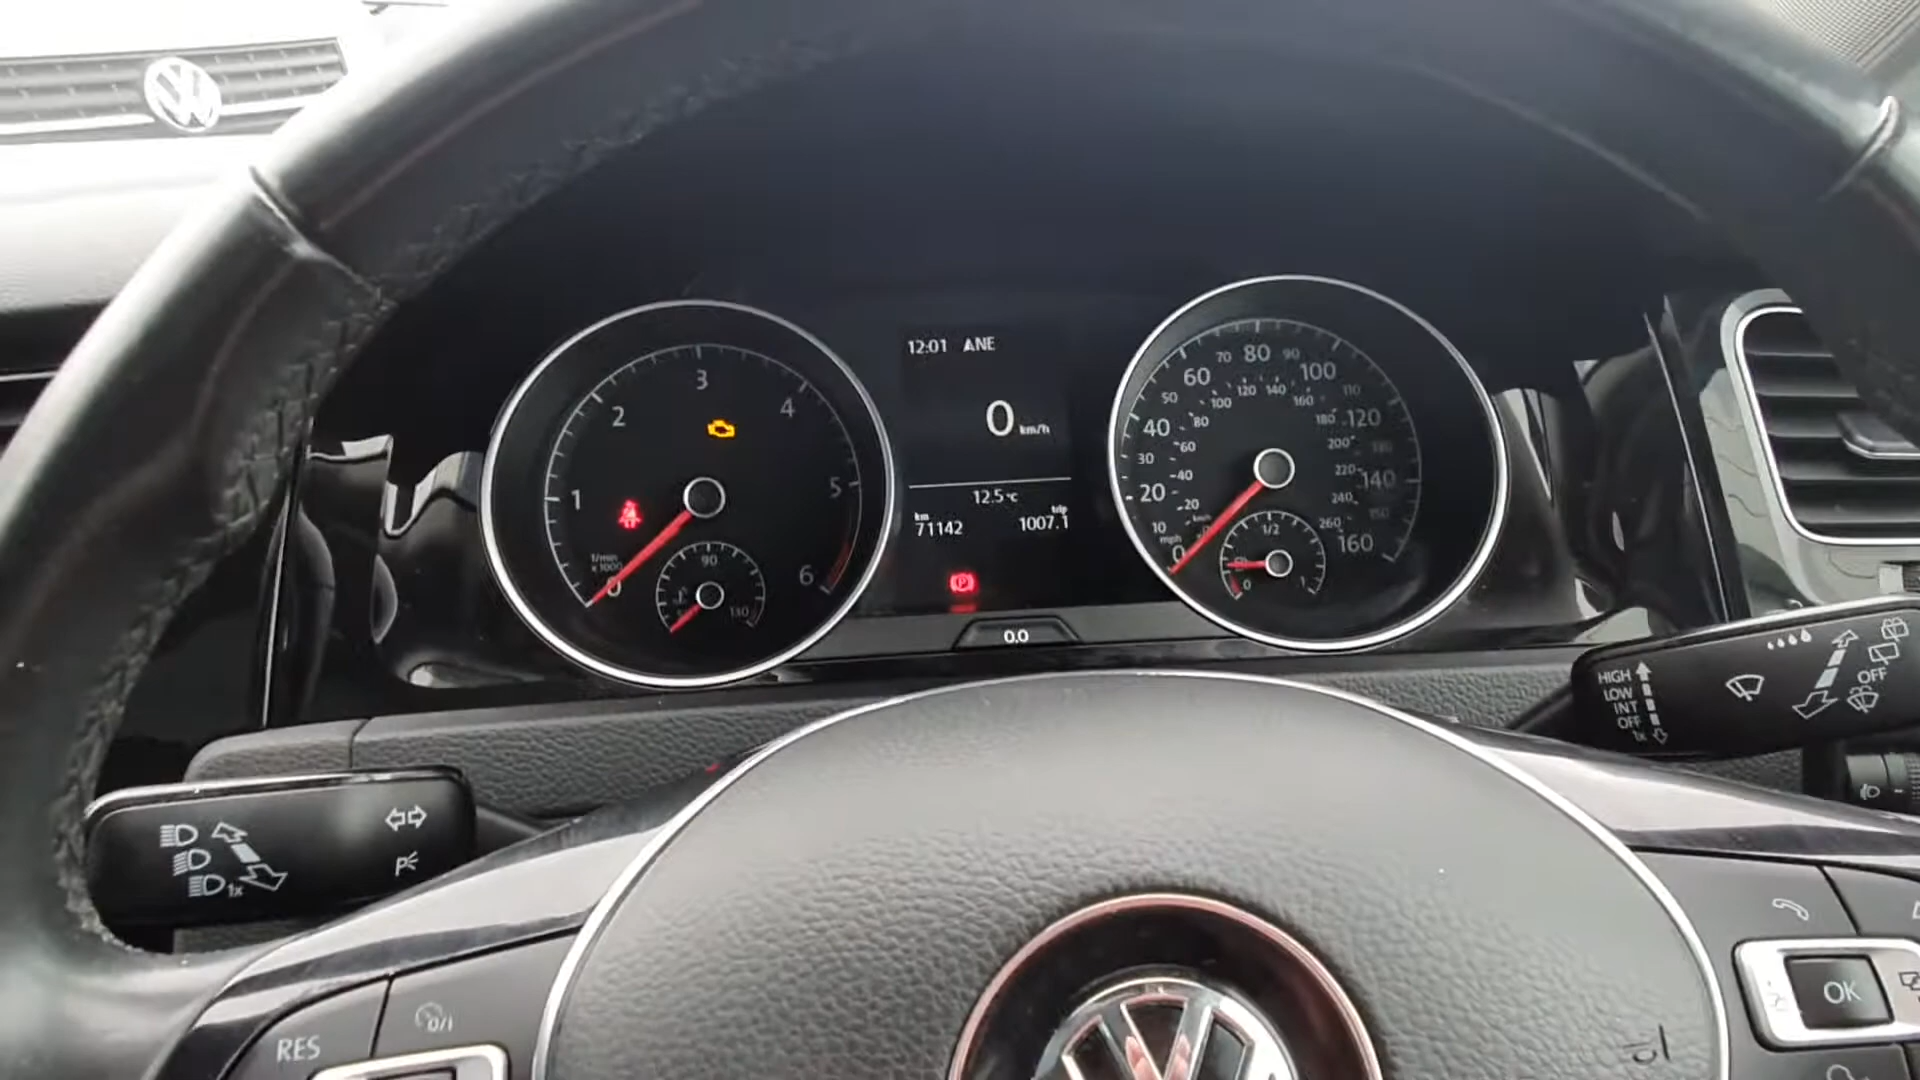 12:01 ANE
0 km/h
12.5°C
km
71142
trip
1007.1
0.0
0
1
2
3
4
5
6
1/min
x1000
90
130
0
10
20
30
40
50
60
70
80
90
100
110
120
140
160
mph
km/h
20
40
60
80
100
120
140
160
180
200
220
240
260
0
1/2
1
HIGH
LOW
INT
OFF
1x
OFF
1x
RES
0/I
OK